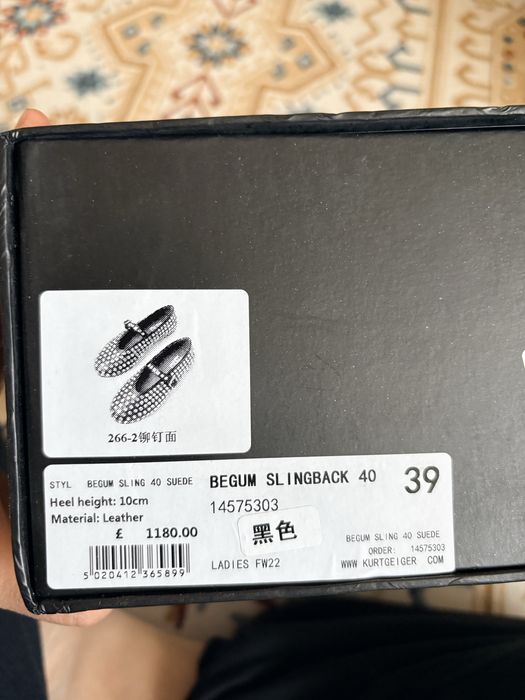 266-2铆钉面
STYL BEGUM SLING 40 SUEDE
BEGUM SLINGBACK 40
39
Heel height: 10cm
14575303
Material: Leather
£ 1180.00
黑色
BEGUM SLING 40 SUEDE
ORDER: 14575303
5 020412 365899
LADIES FW22
WWW KURTGEIGER COM